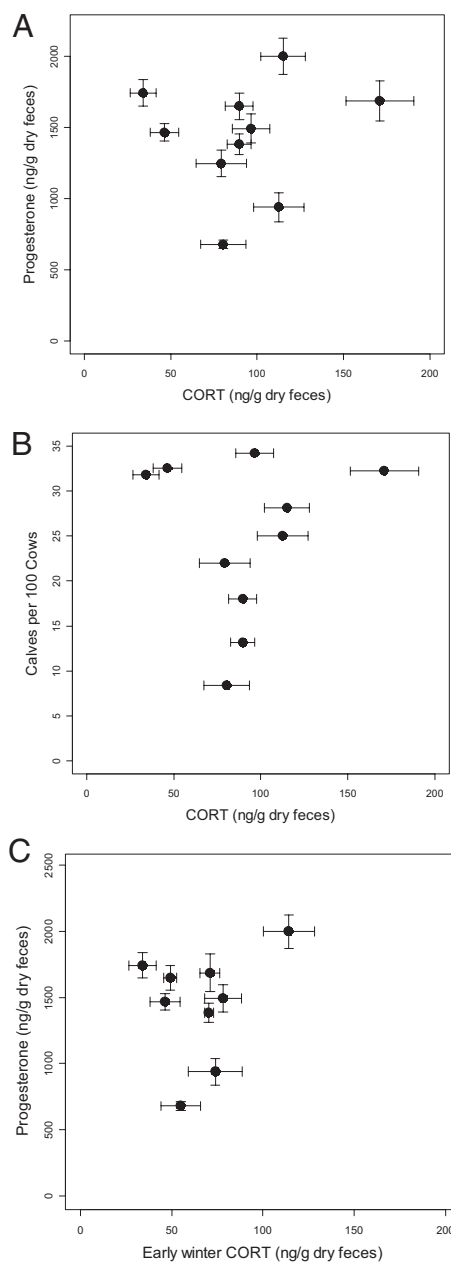 A
Progesterone (ng/g dry feces)
2000
1500
1000
500
0
0 50 100 150 200
CORT (ng/g dry feces)
B
Calves per 100 Cows
35
30
25
20
15
10
5
0
0 50 100 150 200
CORT (ng/g dry feces)
C
Progesterone (ng/g dry feces)
2500
2000
1500
1000
500
0
0 50 100 150 200
Early winter CORT (ng/g dry feces)